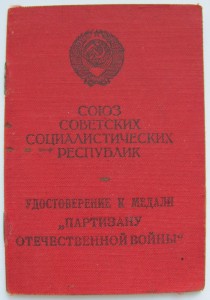 СОЮЗ
СОВЕТСКИХ
СОЦИАЛИСТИЧЕСКИХ
РЕСПУБЛИК
УДОСТОВЕРЕНИЕ К МЕДАЛИ
„ПАРТИЗАНУ
ОТЕЧЕСТВЕННОЙ ВОЙНЫ“